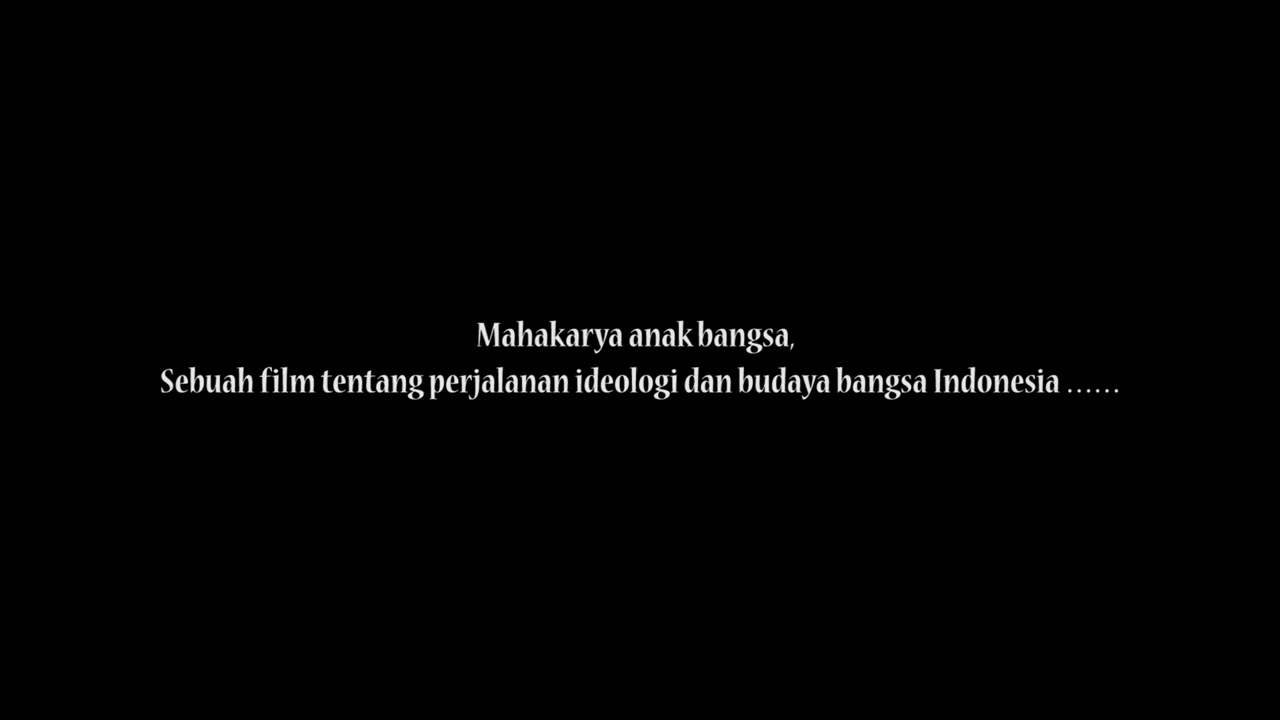 Mahakarya anak bangsa,
Sebuah film tentang perjalanan ideologi dan budaya bangsa Indonesia ......